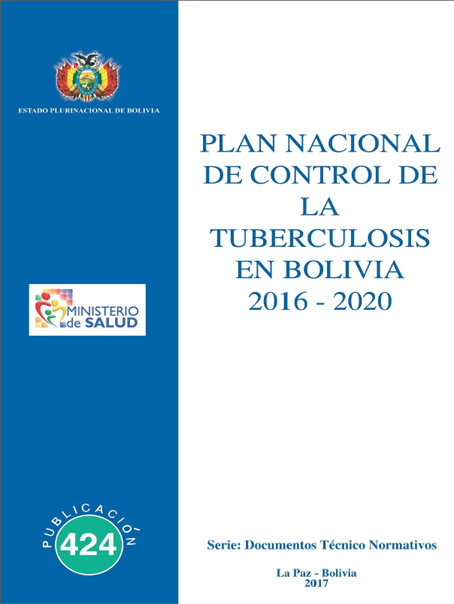 ESTADO PLURINACIONAL DE BOLIVIA
PLAN NACIONAL
DE CONTROL DE
LA
TUBERCULOSIS
EN BOLIVIA
2016 - 2020
MINISTERIO
de SALUD
PUBLICACIÓN
424
Serie: Documentos Técnico Normativos
La Paz - Bolivia
2017